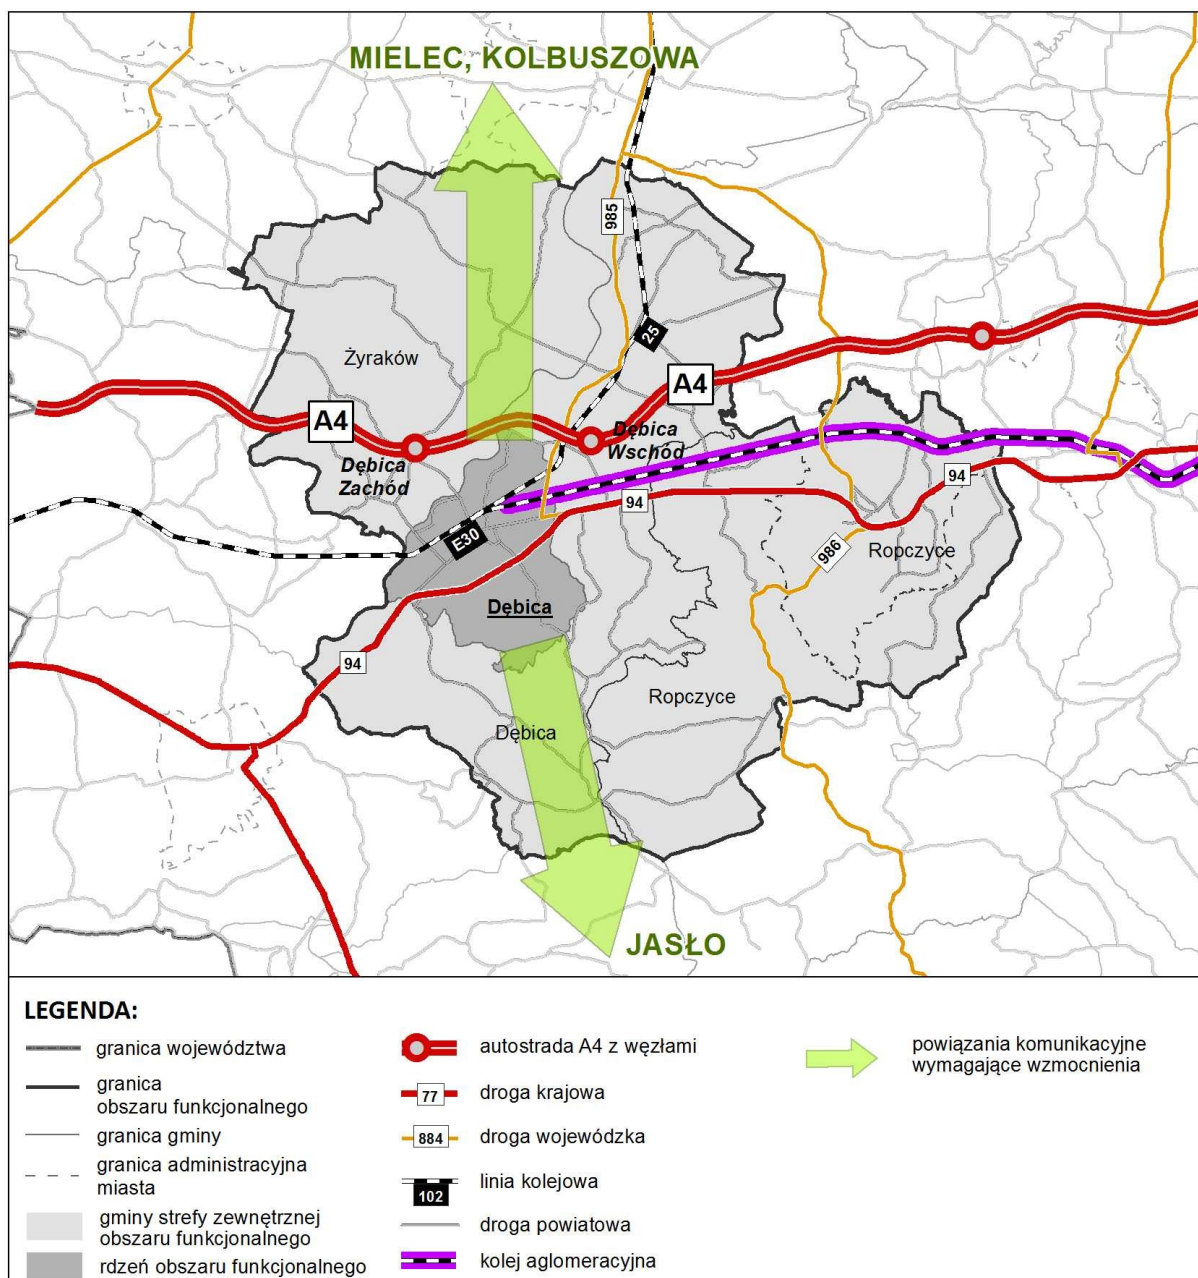 MIELEC, KOLBUSZOWA
985
25
Żyraków
A4
A4
Dębica
Wschód
Dębica
Zachód
94
94
E30
986
Ropczyce
Dębica
94
Ropczyce
Dębica
JASŁO
LEGENDA:
granica województwa
granica
obszaru funkcjonalnego
granica gminy
granica administracyjna
miasta
gminy strefy zewnętrznej
obszaru funkcjonalnego
rdzeń obszaru funkcjonalnego
autostrada A4 z węzłami
77 droga krajowa
884 droga wojewódzka
linia kolejowa
102
droga powiatowa
kolej aglomeracyjna
powiązania komunikacyjne
wymagające wzmocnienia